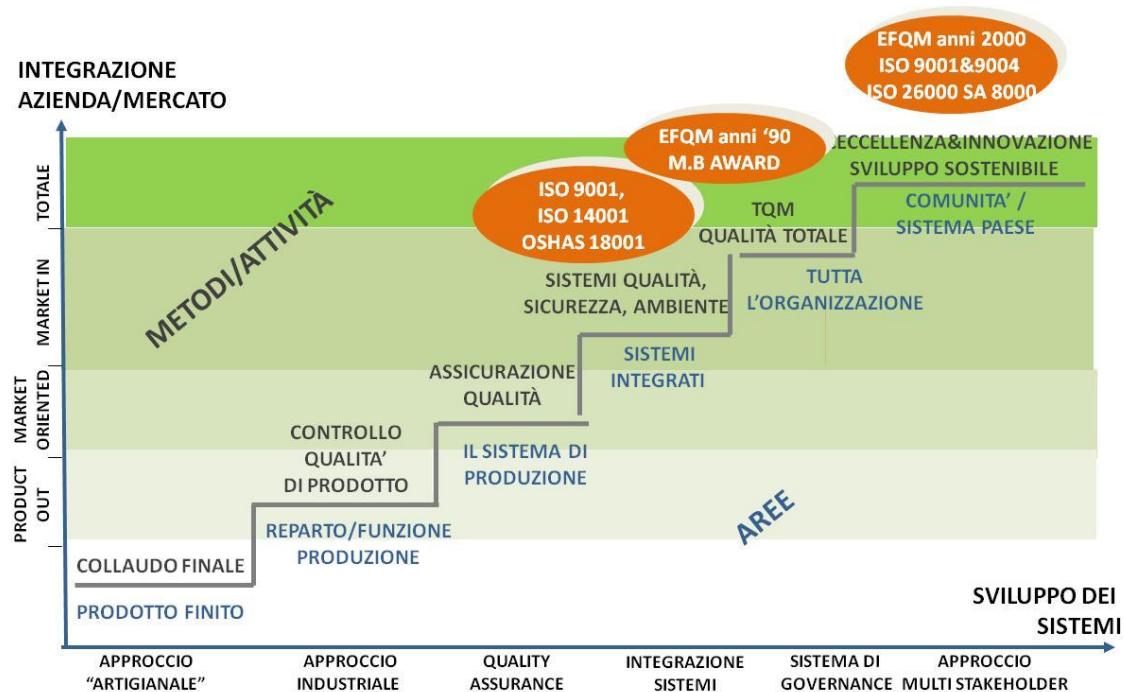 INTEGRAZIONE
AZIENDA/MERCATO
EFQM anni 2000
ISO 9001&9004
ISO 26000 SA 8000
EFQM anni ‘90
M.B AWARD
ISO 9001,
ISO 14001
OSHAS 18001
TOTALE
MARKET IN
MARKET
ORIENTED
PRODUCT
OUT
METODI/ATTIVITÀ
ECCELLENZA&INNOVAZIONE
SVILUPPO SOSTENIBILE
COMUNITA’ /
SISTEMA PAESE
TQM
QUALITÀ TOTALE
TUTTA
L’ORGANIZZAZIONE
SISTEMI QUALITÀ,
SICUREZZA, AMBIENTE
SISTEMI
INTEGRATI
ASSICURAZIONE
QUALITÀ
IL SISTEMA DI
PRODUZIONE
CONTROLLO
QUALITA’
DI PRODOTTO
REPARTO/FUNZIONE
PRODUZIONE
COLLAUDO FINALE
PRODOTTO FINITO
AREE
SVILUPPO DEI
SISTEMI
APPROCCIO
“ARTIGIANALE”
APPROCCIO
INDUSTRIALE
QUALITY
ASSURANCE
INTEGRAZIONE
SISTEMI
SISTEMA DI
GOVERNANCE
APPROCCIO
MULTI STAKEHOLDER